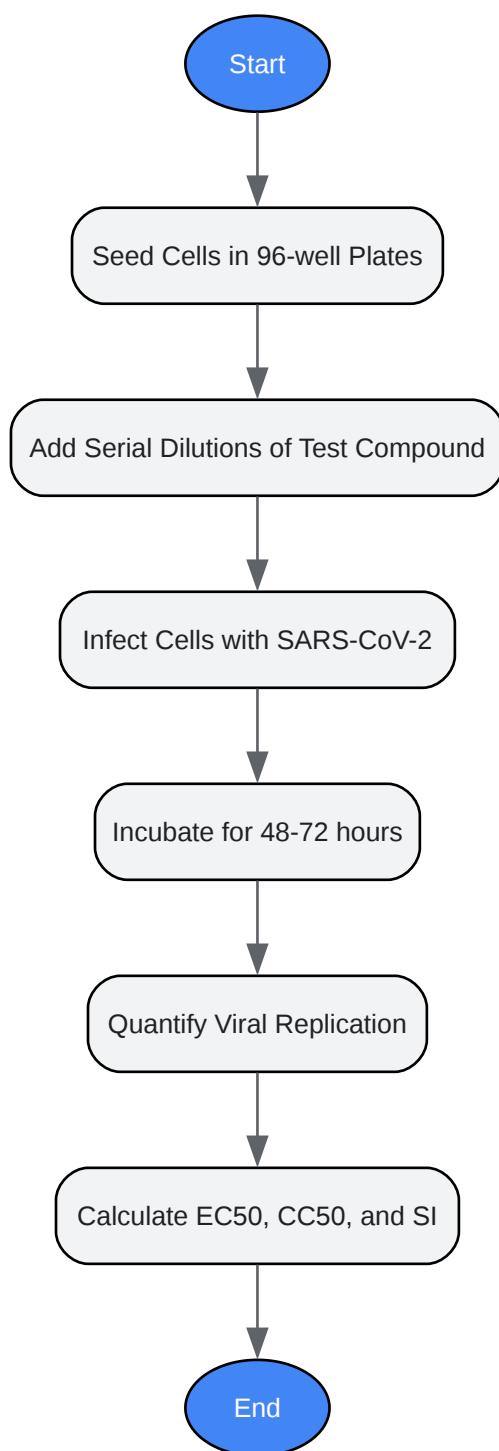 Start
Seed Cells in 96-well Plates
Add Serial Dilutions of Test Compound
Infect Cells with SARS-CoV-2
Incubate for 48-72 hours
Quantify Viral Replication
Calculate EC50, CC50, and SI
End